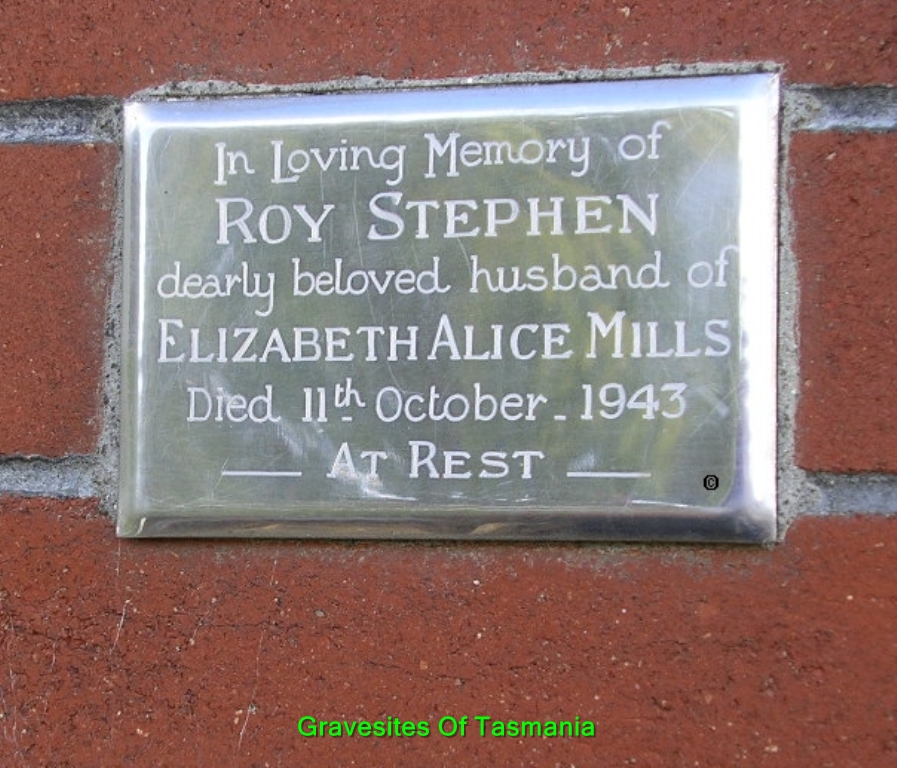 In Loving Memory of
ROY STEPHEN
dearly beloved husband of
ELIZABETH ALICE MILLS
Died 11th October - 1943
— AT REST —
©
Gravesites Of Tasmania